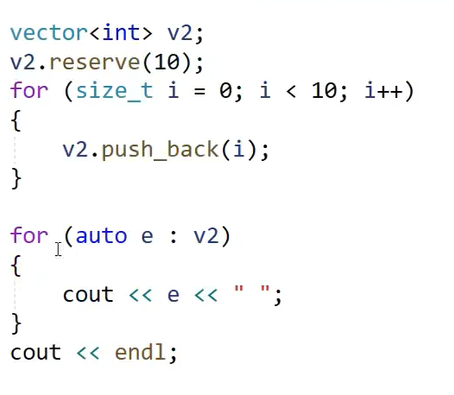 vector<int> v2;
v2.reserve(10);
for (size_t i = 0; i < 10; i++)
{
    v2.push_back(i);
}

for (auto e : v2)
{
    cout << e << " ";
}
cout << endl;